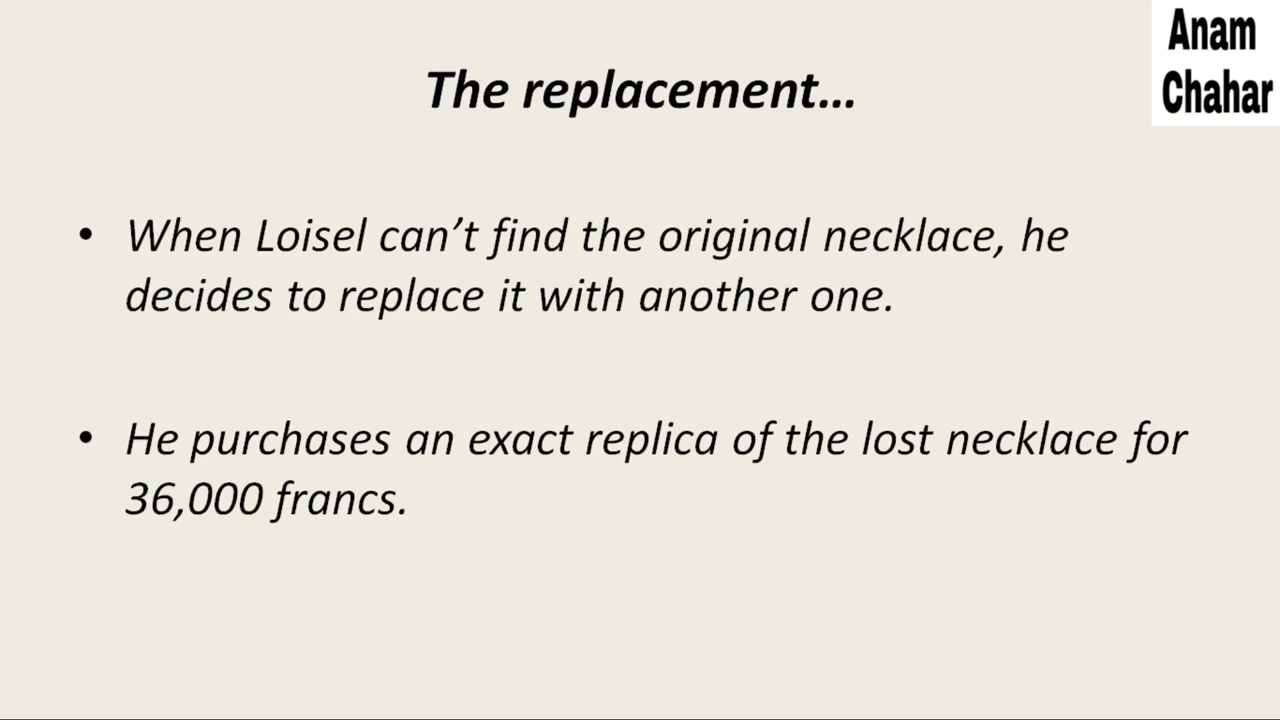 Anam
Chahar
The replacement…
• When Loisel can’t find the original necklace, he
decides to replace it with another one.
• He purchases an exact replica of the lost necklace for
36,000 francs.